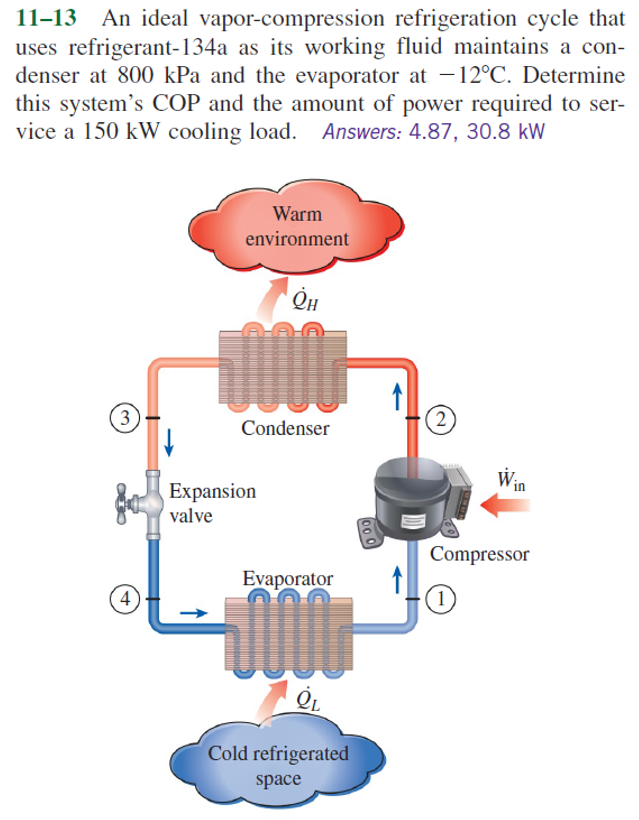 11–13 An ideal vapor-compression refrigeration cycle that
uses refrigerant-134a as its working fluid maintains a con-
denser at 800 kPa and the evaporator at −12°C. Determine
this system's COP and the amount of power required to ser-
vice a 150 kW cooling load. Answers: 4.87, 30.8 kW
Warm
environment
Q̇H
Condenser
3
2
Ẇin
Expansion
valve
Compressor
Evaporator
4
1
Q̇L
Cold refrigerated
space